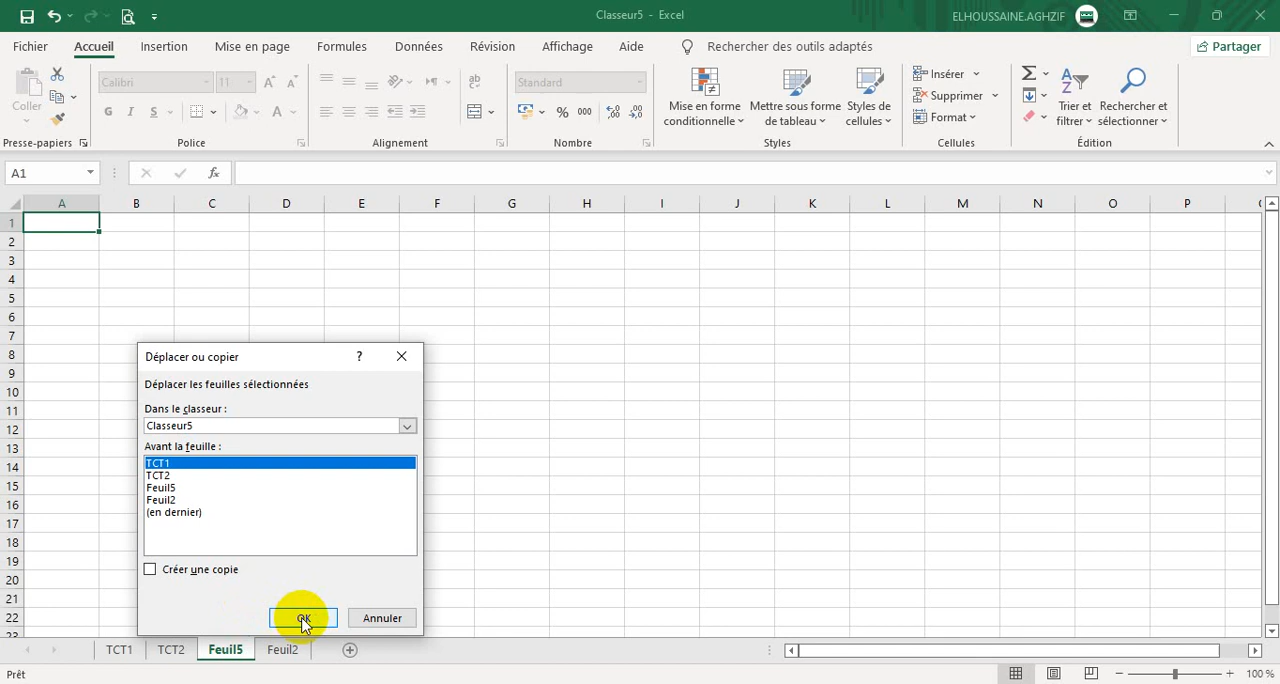 Classeur5 - Excel
ELHOUSSAINE.AGHZIF
Fichier Accueil Insertion Mise en page Formules Données Révision Affichage Aide Rechercher des outils adaptés Partager
Coller
Calibri 11
G I S
ab
Standard
% 000
Mise en forme conditionnelle
Mettre sous forme de tableau
Styles de cellules
Insérer
Supprimer
Format
Trier et filtrer
Rechercher et sélectionner
Presse-papiers Police Alignement Nombre Styles Cellules Édition
A1 fx
A B C D E F G H I J K L M N O P
1
2
3
4
5
6
7
8
9
10
11
12
13
14
15
16
17
18
19
20
21
22
23
Déplacer ou copier ?
Déplacer les feuilles sélectionnées
Dans le classeur :
Classeur5
Avant la feuille :
TCT1
TCT2
Feuil5
Feuil2
(en dernier)
Créer une copie
OK Annuler
TCT1 TCT2 Feuil5 Feuil2
Prêt
100 %